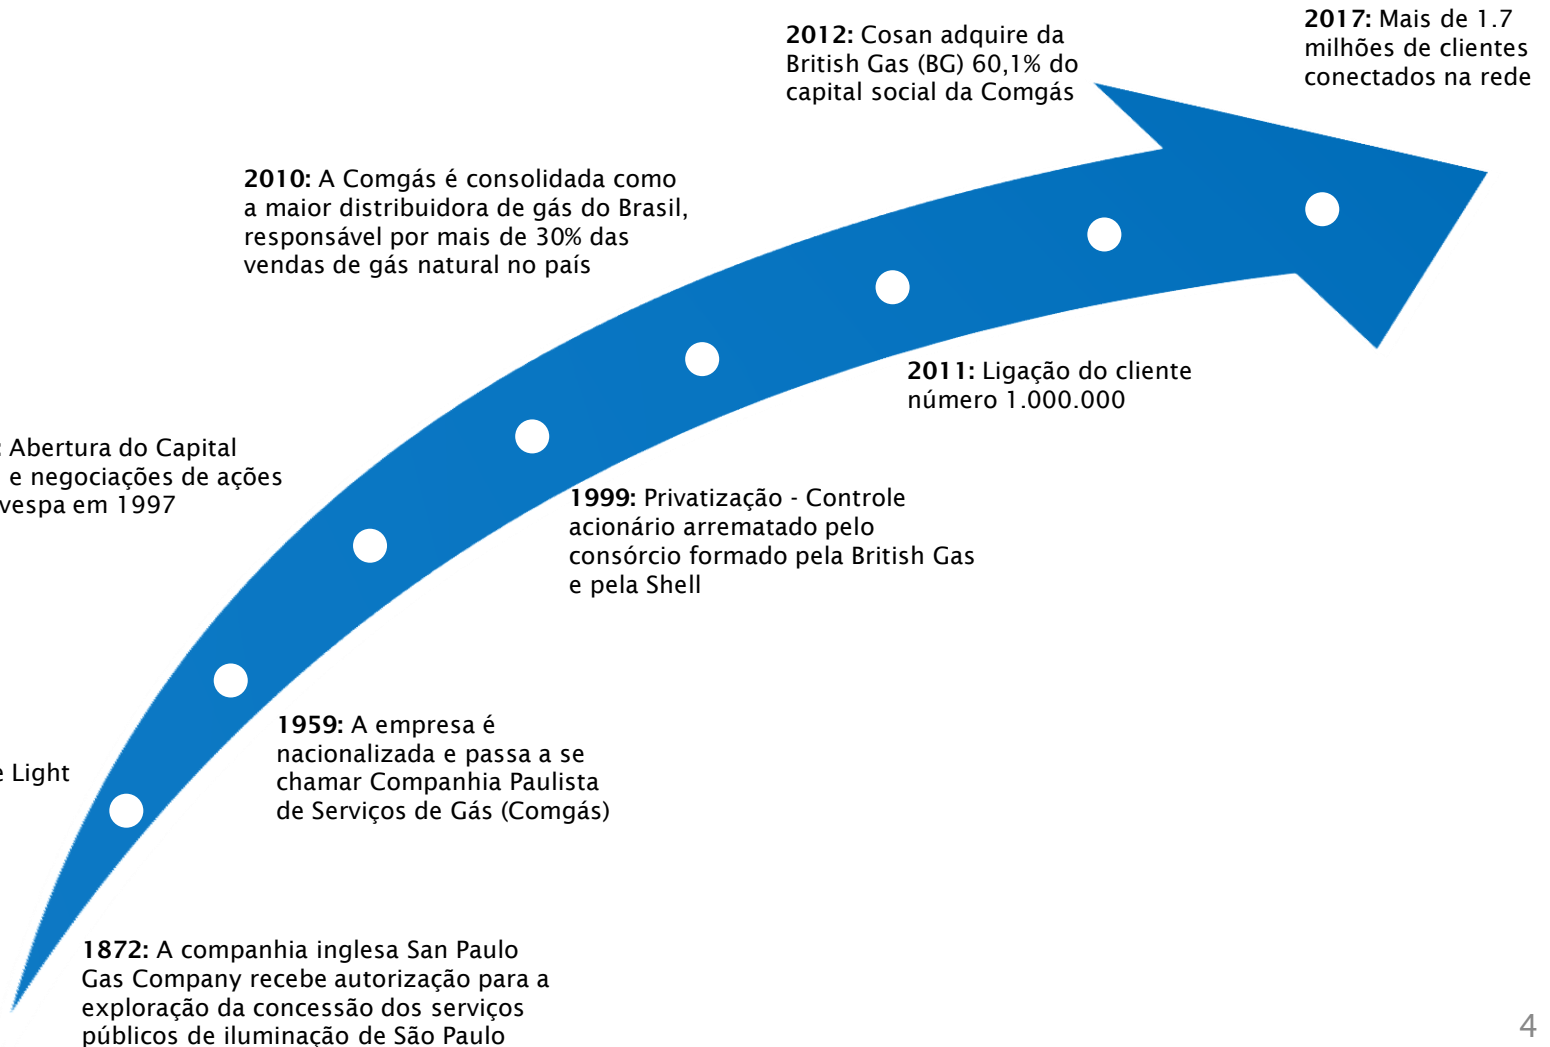 2017: Mais de 1.7
milhões de clientes
conectados na rede
2012: Cosan adquire da
British Gas (BG) 60,1% do
capital social da Comgás
2010: A Comgás é consolidada como
a maior distribuidora de gás do Brasil,
responsável por mais de 30% das
vendas de gás natural no país
2011: Ligação do cliente
número 1.000.000
: Abertura do Capital
e negociações de ações
vespa em 1997
1999: Privatização - Controle
acionário arrematado pelo
consórcio formado pela British Gas
e pela Shell
1959: A empresa é
nacionalizada e passa a se
chamar Companhia Paulista
de Serviços de Gás (Comgás)
e Light
1872: A companhia inglesa San Paulo
Gas Company recebe autorização para a
exploração da concessão dos serviços
públicos de iluminação de São Paulo
4